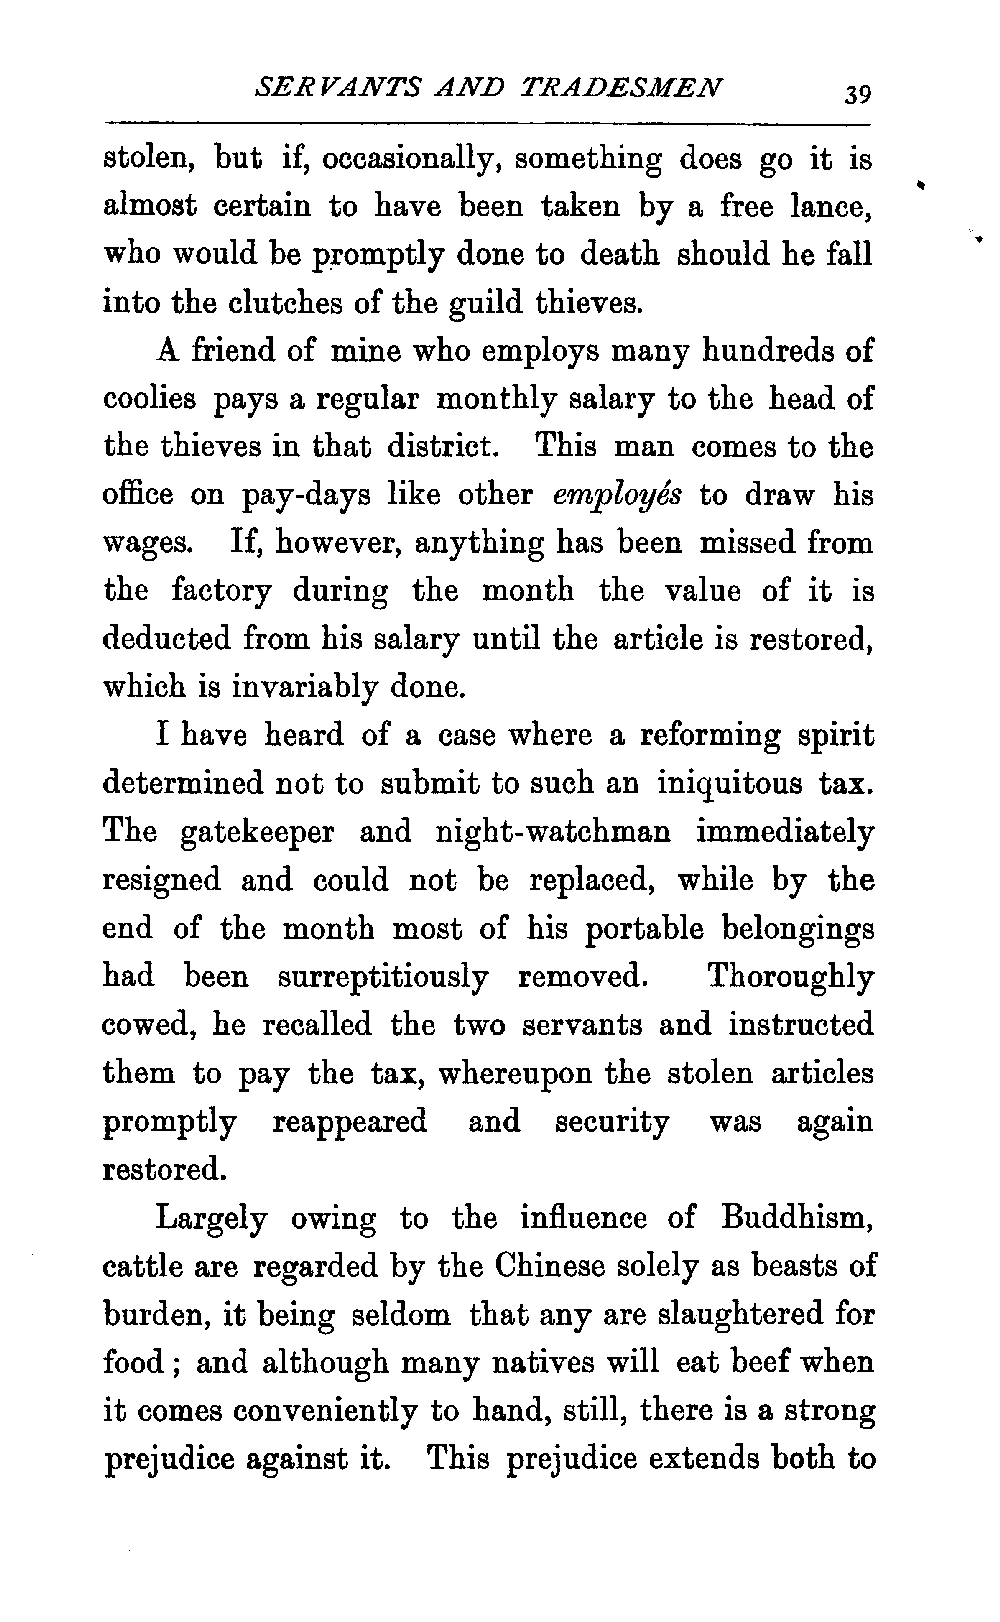 SERVANTS AND TRADESMEN 39
stolen, but if, occasionally, something does go it is
almost certain to have been taken by a free lance,
who would be promptly done to death should he fall
into the clutches of the guild thieves.
A friend of mine who employs many hundreds of
coolies pays a regular monthly salary to the head of
the thieves in that district. This man comes to the
office on pay-days like other employés to draw his
wages. If, however, anything has been missed from
the factory during the month the value of it is
deducted from his salary until the article is restored,
which is invariably done.
I have heard of a case where a reforming spirit
determined not to submit to such an iniquitous tax.
The gatekeeper and night-watchman immediately
resigned and could not be replaced, while by the
end of the month most of his portable belongings
had been surreptitiously removed. Thoroughly
cowed, he recalled the two servants and instructed
them to pay the tax, whereupon the stolen articles
promptly reappeared and security was again
restored.
Largely owing to the influence of Buddhism,
cattle are regarded by the Chinese solely as beasts of
burden, it being seldom that any are slaughtered for
food ; and although many natives will eat beef when
it comes conveniently to hand, still, there is a strong
prejudice against it. This prejudice extends both to